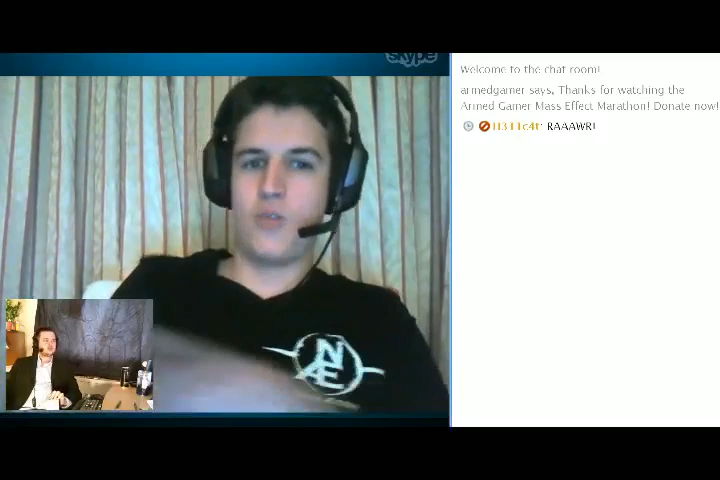 skype
Welcome to the chat room!
armedgamer says, Thanks for watching the
Armed Gamer Mass Effect Marathon! Donate now!
RAAAWR!